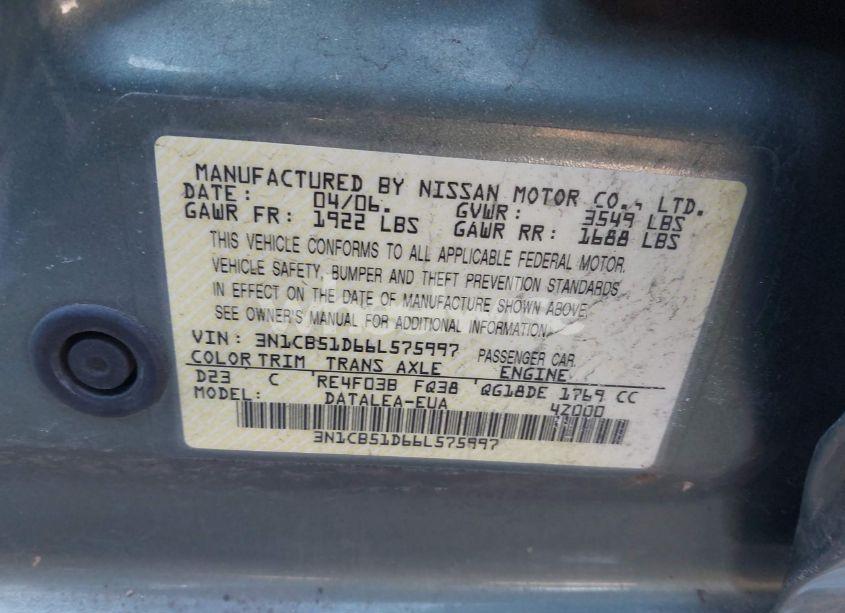 MANUFACTURED BY NISSAN MOTOR CO., LTD.
DATE: 04/06. GVWR: 3549 LBS
GAWR FR: 1922 LBS GAWR RR: 1688 LBS
THIS VEHICLE CONFORMS TO ALL APPLICABLE FEDERAL MOTOR
VEHICLE SAFETY, BUMPER AND THEFT PREVENTION STANDARDS
IN EFFECT ON THE DATE OF MANUFACTURE SHOWN ABOVE.
SEE OWNER'S MANUAL FOR ADDITIONAL INFORMATION.
VIN: 3N1CB51D66L575997 PASSENGER CAR
COLOR TRIM TRANS AXLE ENGINE
D23 C RE4F03B FQ38 QG18DE 1769 CC
MODEL: DATALEA-EUA 4Z000
3N1CB51D66L575997